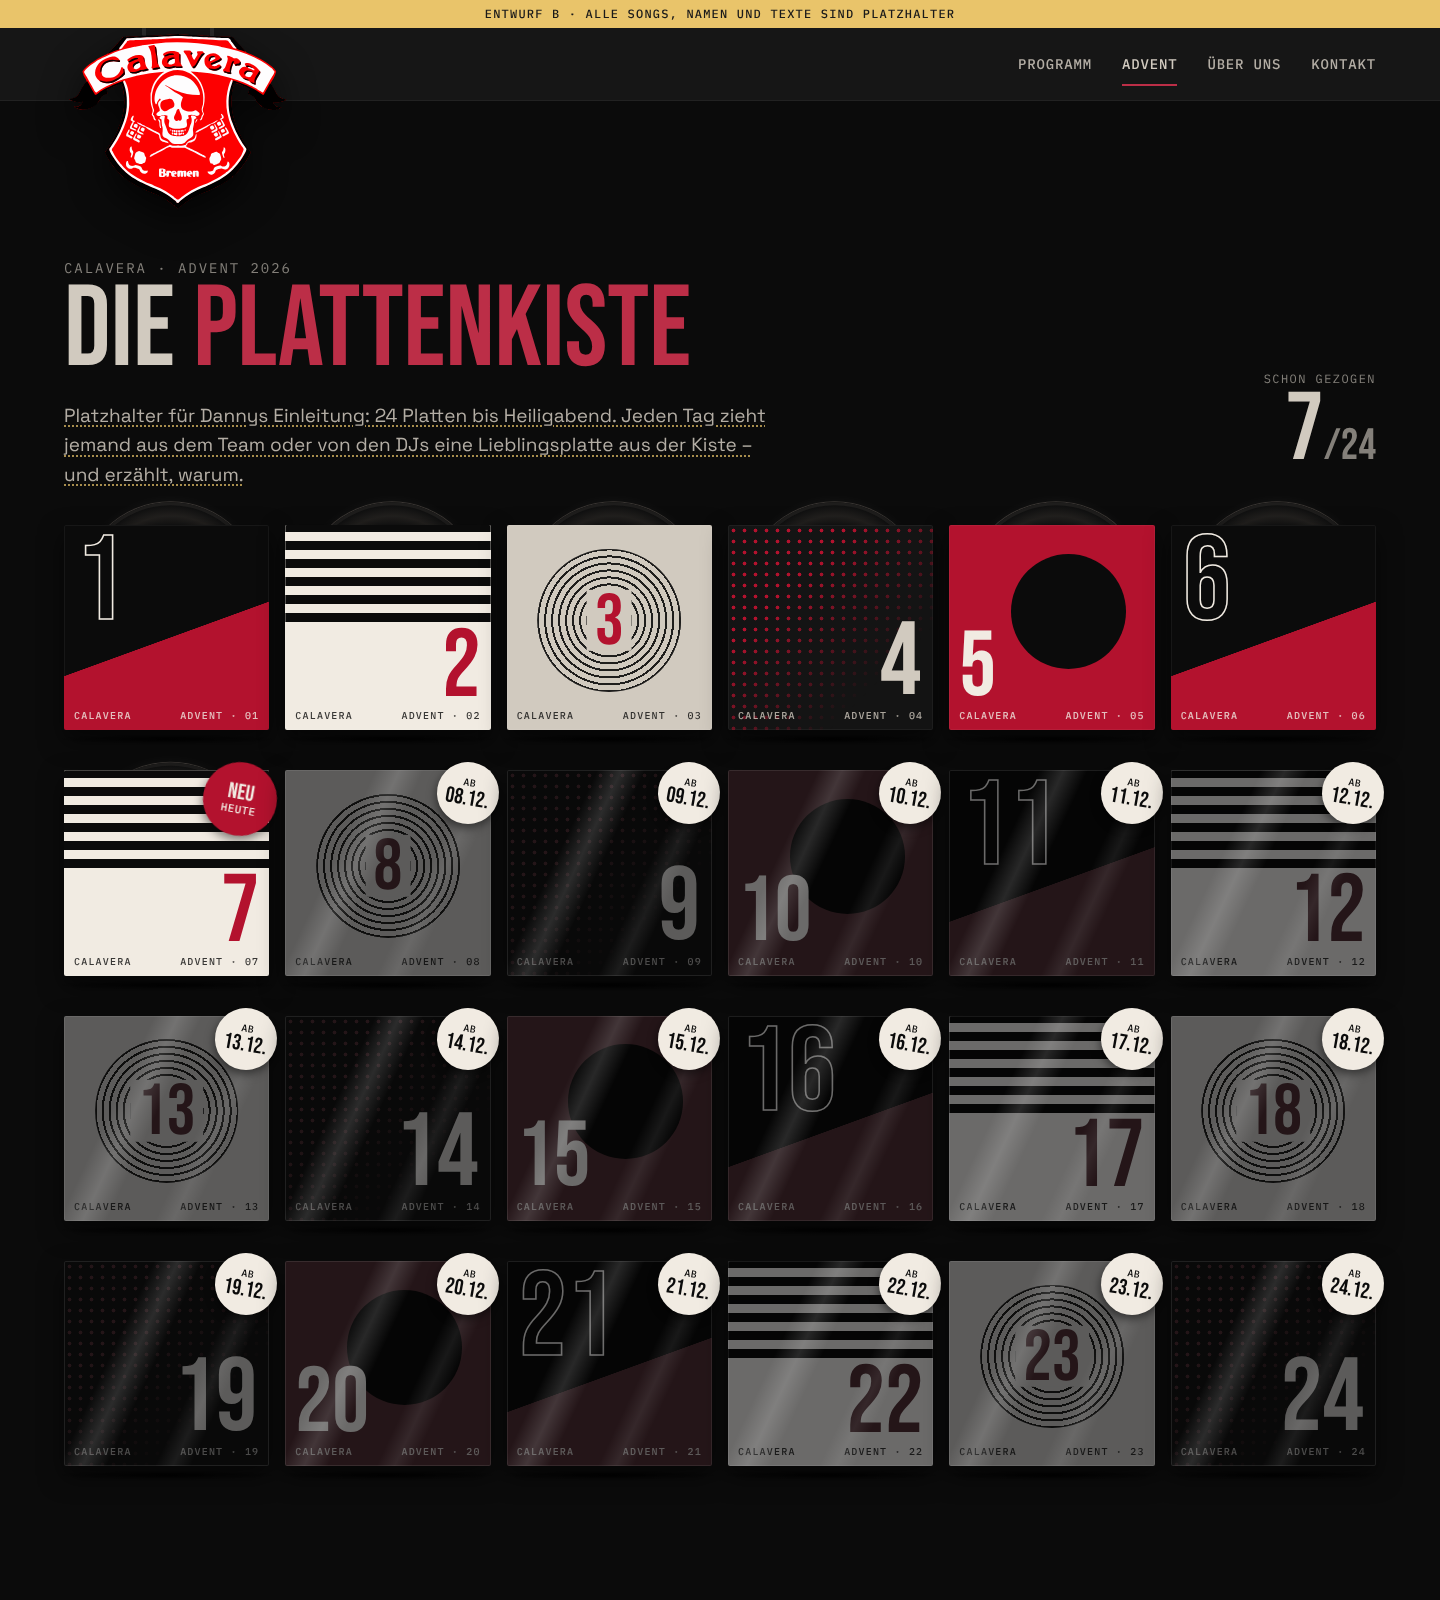 ENTWURF B · ALLE SONGS, NAMEN UND TEXTE SIND PLATZHALTER
Calavera
Bremen
PROGRAMM ADVENT ÜBER UNS KONTAKT
CALAVERA · ADVENT 2026
DIE PLATTENKISTE
SCHON GEZOGEN
7/24
Platzhalter für Dannys Einleitung: 24 Platten bis Heiligabend. Jeden Tag zieht
jemand aus dem Team oder von den DJs eine Lieblingsplatte aus der Kiste –
und erzählt, warum.
1
CALAVERA ADVENT · 01
2
CALAVERA ADVENT · 02
3
CALAVERA ADVENT · 03
4
CALAVERA ADVENT · 04
5
CALAVERA ADVENT · 05
6
CALAVERA ADVENT · 06
NEU
HEUTE
7
CALAVERA ADVENT · 07
AB
08.12.
8
CALAVERA ADVENT · 08
AB
09.12.
9
CALAVERA ADVENT · 09
AB
10.12.
10
CALAVERA ADVENT · 10
AB
11.12.
11
CALAVERA ADVENT · 11
AB
12.12.
12
CALAVERA ADVENT · 12
AB
13.12.
13
CALAVERA ADVENT · 13
AB
14.12.
14
CALAVERA ADVENT · 14
AB
15.12.
15
CALAVERA ADVENT · 15
AB
16.12.
16
CALAVERA ADVENT · 16
AB
17.12.
17
CALAVERA ADVENT · 17
AB
18.12.
18
CALAVERA ADVENT · 18
AB
19.12.
19
CALAVERA ADVENT · 19
AB
20.12.
20
CALAVERA ADVENT · 20
AB
21.12.
21
CALAVERA ADVENT · 21
AB
22.12.
22
CALAVERA ADVENT · 22
AB
23.12.
23
CALAVERA ADVENT · 23
AB
24.12.
24
CALAVERA ADVENT · 24